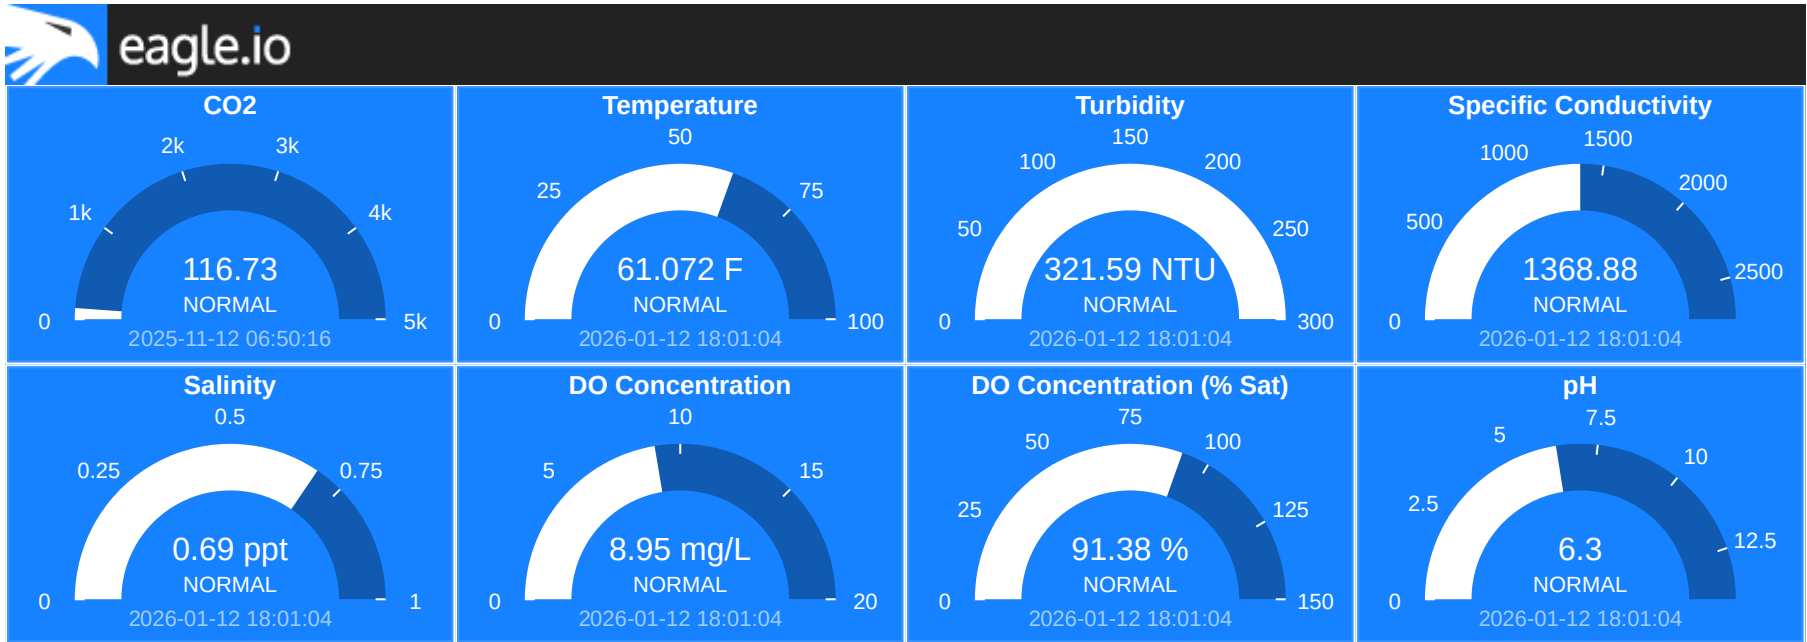 eagle.io
CO2
0
1k
2k
3k
4k
5k
116.73
NORMAL
2025-11-12 06:50:16
Temperature
0
25
50
75
100
61.072 F
NORMAL
2026-01-12 18:01:04
Turbidity
0
50
100
150
200
250
300
321.59 NTU
NORMAL
2026-01-12 18:01:04
Specific Conductivity
0
500
1000
1500
2000
2500
1368.88
NORMAL
2026-01-12 18:01:04
Salinity
0
0.25
0.5
0.75
1
0.69 ppt
NORMAL
2026-01-12 18:01:04
DO Concentration
0
5
10
15
20
8.95 mg/L
NORMAL
2026-01-12 18:01:04
DO Concentration (% Sat)
0
25
50
75
100
125
150
91.38 %
NORMAL
2026-01-12 18:01:04
pH
0
2.5
5
7.5
10
12.5
6.3
NORMAL
2026-01-12 18:01:04